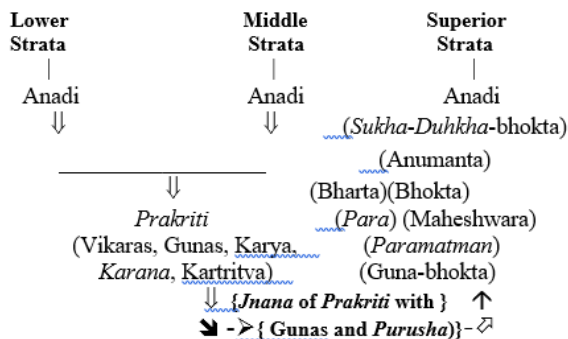 Lower Middle Superior
Strata Strata Strata
| | |
Anadi Anadi Anadi
⇓ ⇓ (Sukha-Duhkha-bhokta)
(Anumanta)
⇓ (Bharta)(Bhokta)
Prakriti (Para) (Maheshwara)
(Vikaras, Gunas, Karya, (Paramatman)
Karana, Kartritva) (Guna-bhokta)
⇓ {Jnana of Prakriti with } ↑
➘ -➢{ Gunas and Purusha)}-⬀